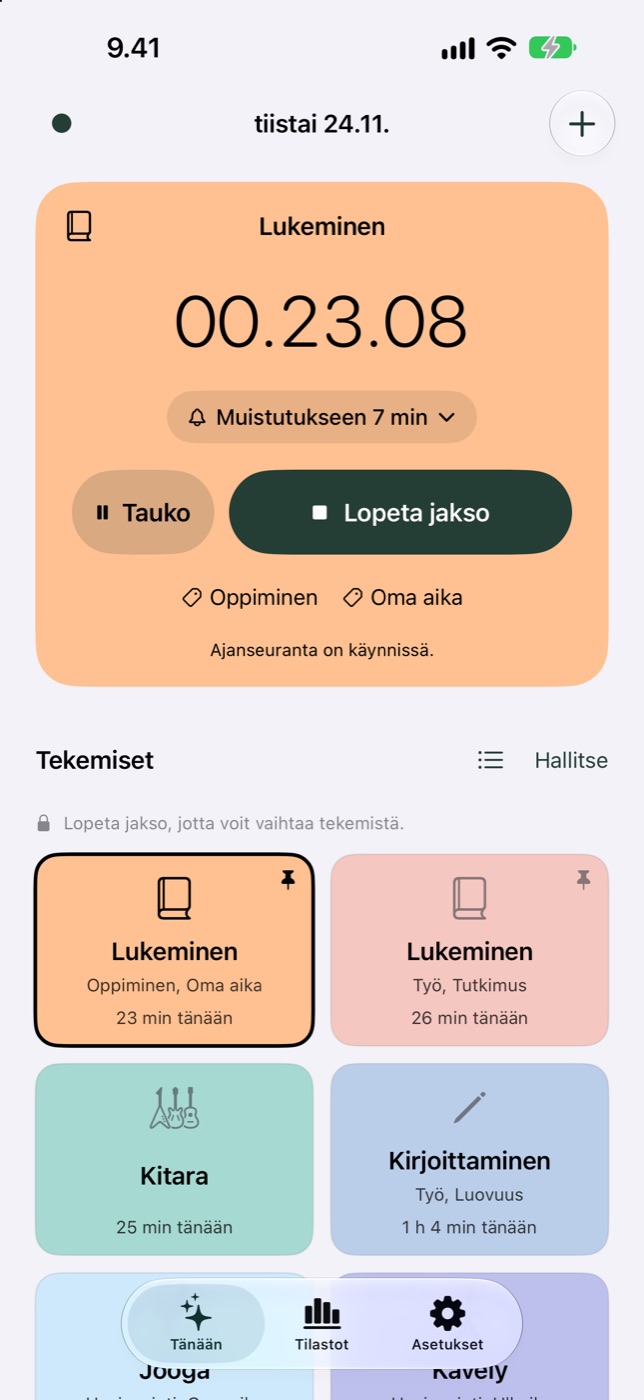 9.41
tiistai 24.11.
Lukeminen
00.23.08
Muistutukseen 7 min
Tauko
Lopeta jakso
Oppiminen Oma aika
Ajanseuranta on käynnissä.
Tekemiset
Hallitse
Lopeta jakso, jotta voit vaihtaa tekemistä.
Lukeminen
Oppiminen, Oma aika
23 min tänään
Lukeminen
Työ, Tutkimus
26 min tänään
Kitara
25 min tänään
Kirjoittaminen
Työ, Luovuus
1 h 4 min tänään
Tänään
Tilastot
Asetukset
Jooga
Kävely